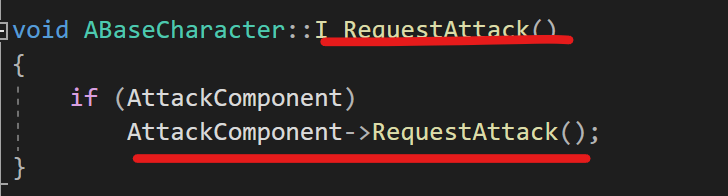 void ABaseCharacter::I_RequestAttack()
{
if (AttackComponent)
AttackComponent->RequestAttack();
}